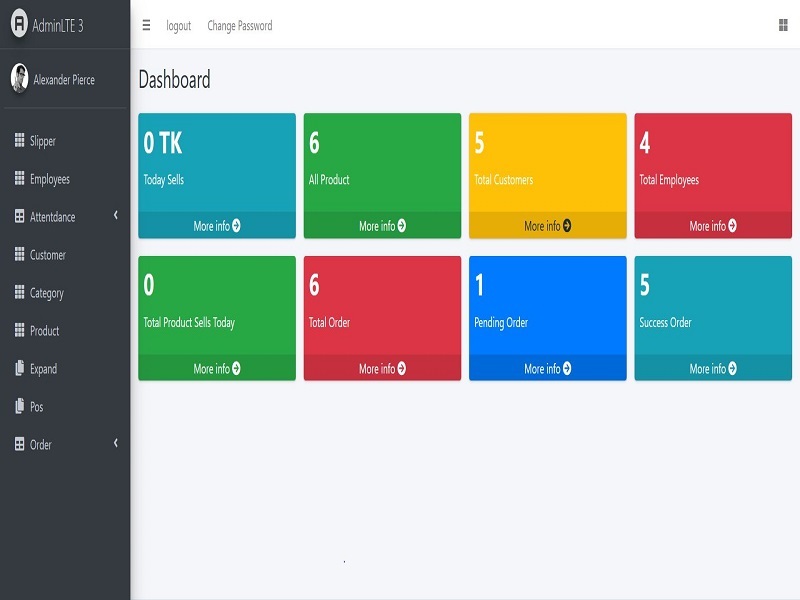 AdminLTE 3
logout
Change Password
Alexander Pierce
Slipper
Employees
Attentdance
Customer
Category
Product
Expand
Pos
Order
Dashboard
0 TK
Today Sells
More info
6
All Product
More info
5
Total Customers
More info
4
Total Employees
More info
0
Total Product Sells Today
More info
6
Total Order
More info
1
Pending Order
More info
5
Success Order
More info